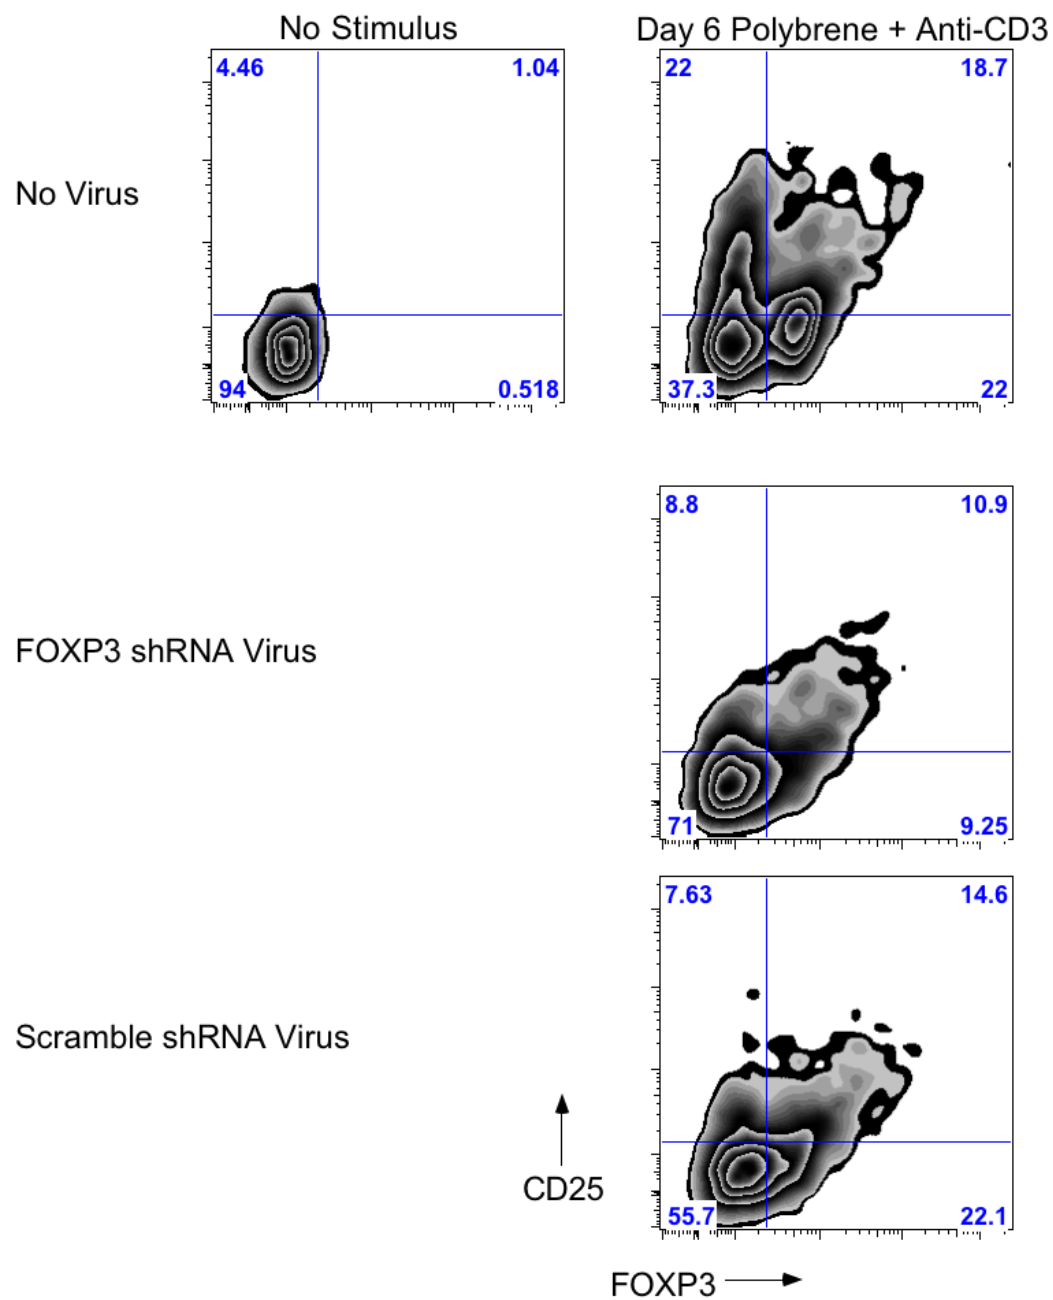 No Stimulus
Day 6 Polybrene + Anti-CD3
4.46
1.04
22
18.7
No Virus
94
0.518
37.3
22
8.8
10.9
FOXP3 shRNA Virus
71
9.25
7.63
14.6
Scramble shRNA Virus
CD25
55.7
22.1
FOXP3